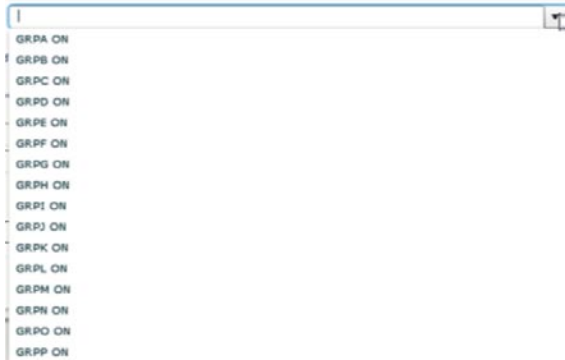 GRPA ON
GRPB ON
GRPC ON
GRPD ON
GRPE ON
GRPF ON
GRPG ON
GRPH ON
GRPI ON
GRPJ ON
GRPK ON
GRPL ON
GRPM ON
GRPN ON
GRPO ON
GRPP ON